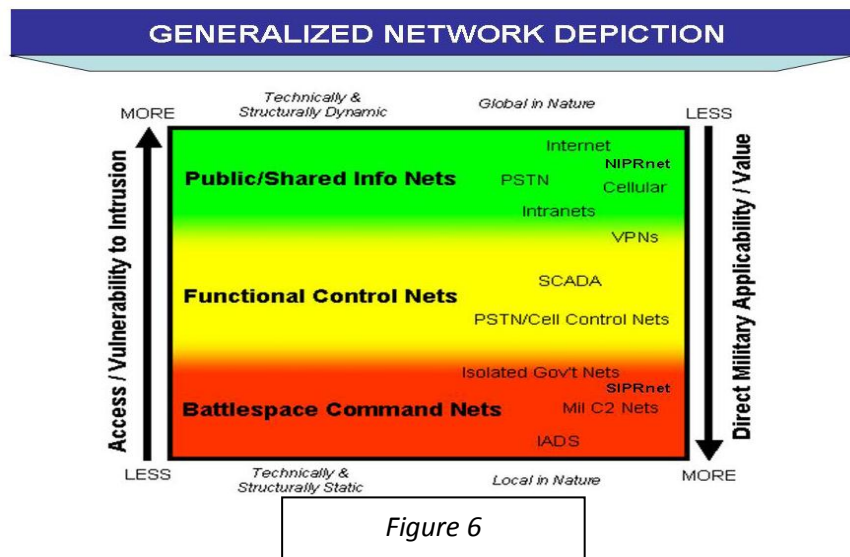 GENERALIZED NETWORK DEPICTION
MORE
Technically &
Structurally Dynamic
Global in Nature
LESS
Access / Vulnerability to Intrusion
Direct Military Applicability / Value
Public/Shared Info Nets
Internet
NIPRnet
PSTN
Cellular
Intranets
VPNs
Functional Control Nets
SCADA
PSTN/Cell Control Nets
Isolated Gov't Nets
SIPRnet
Battlespace Command Nets
Mil C2 Nets
IADS
LESS
Technically &
Structurally Static
Local in Nature
MORE
Figure 6